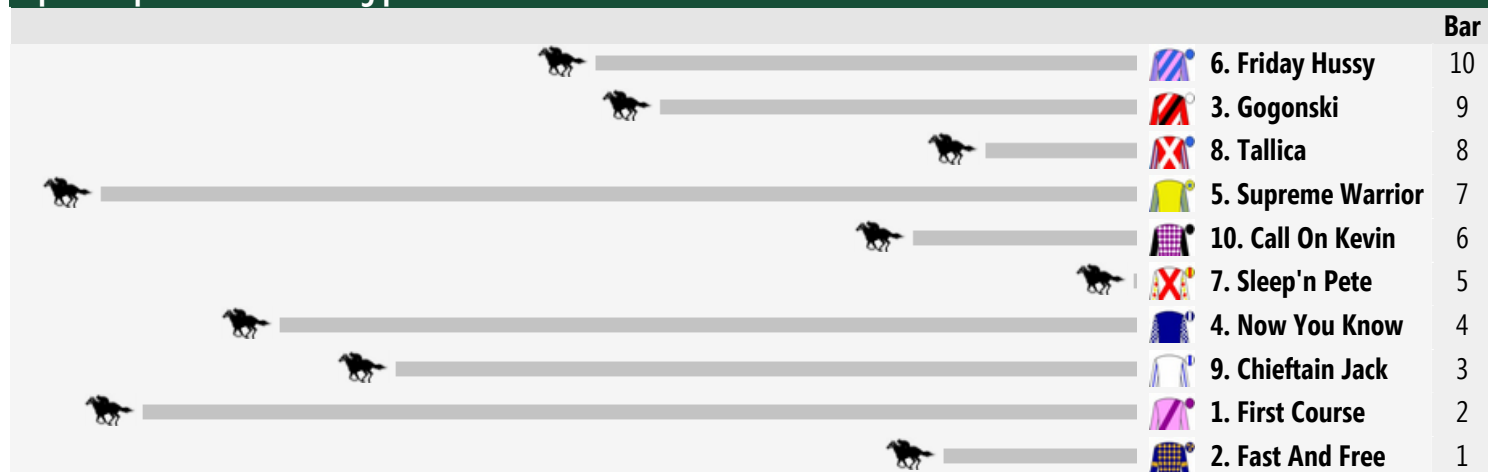 Bar
6. Friday Hussy 10
3. Gogonski 9
8. Tallica 8
5. Supreme Warrior 7
10. Call On Kevin 6
7. Sleep'n Pete 5
4. Now You Know 4
9. Chieftain Jack 3
1. First Course 2
2. Fast And Free 1